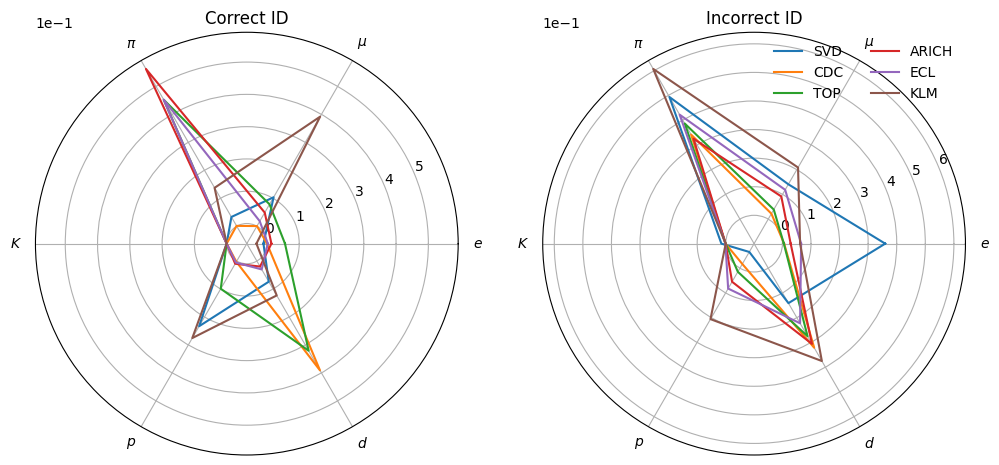 Correct ID
1e−1
π
μ
K
e
p
d
0
1
2
3
4
5
Incorrect ID
1e−1
π
μ
K
e
p
d
0
1
2
3
4
5
6
SVD
CDC
TOP
ARICH
ECL
KLM